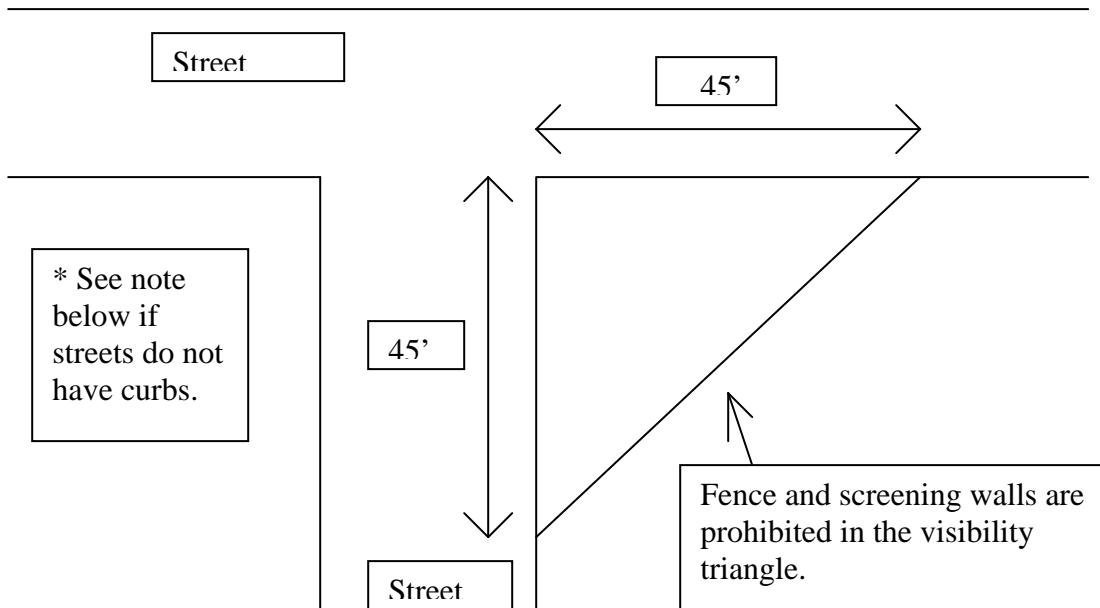 Street
45’
* See note
below if
streets do not
have curbs.
45’
Fence and screening walls are
prohibited in the visibility
triangle.
Street